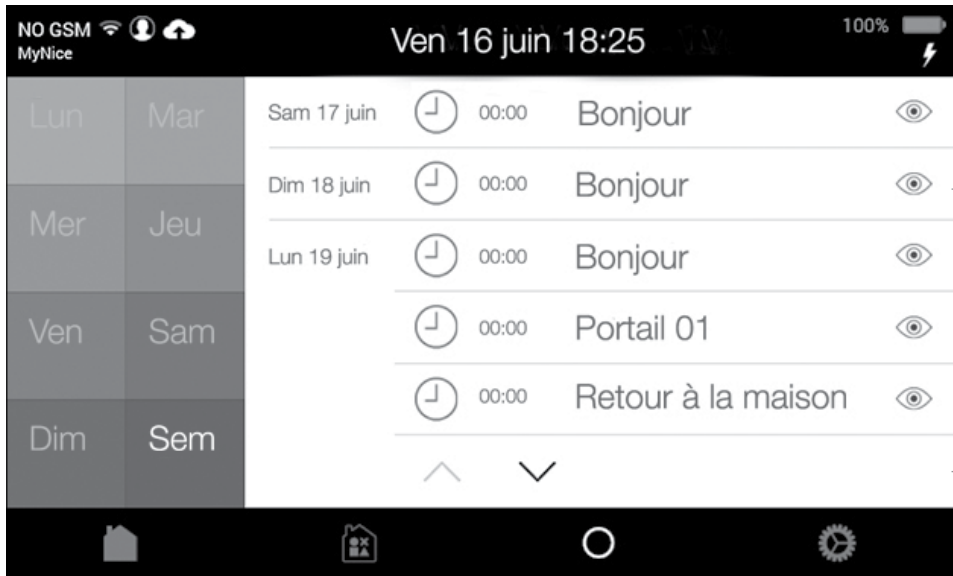 NO GSM
MyNice
Ven 16 juin 18:25
100%
Lun Mar
Mer Jeu
Ven Sam
Dim Sem
Sam 17 juin 00:00 Bonjour
Dim 18 juin 00:00 Bonjour
Lun 19 juin 00:00 Bonjour
00:00 Portail 01
00:00 Retour à la maison